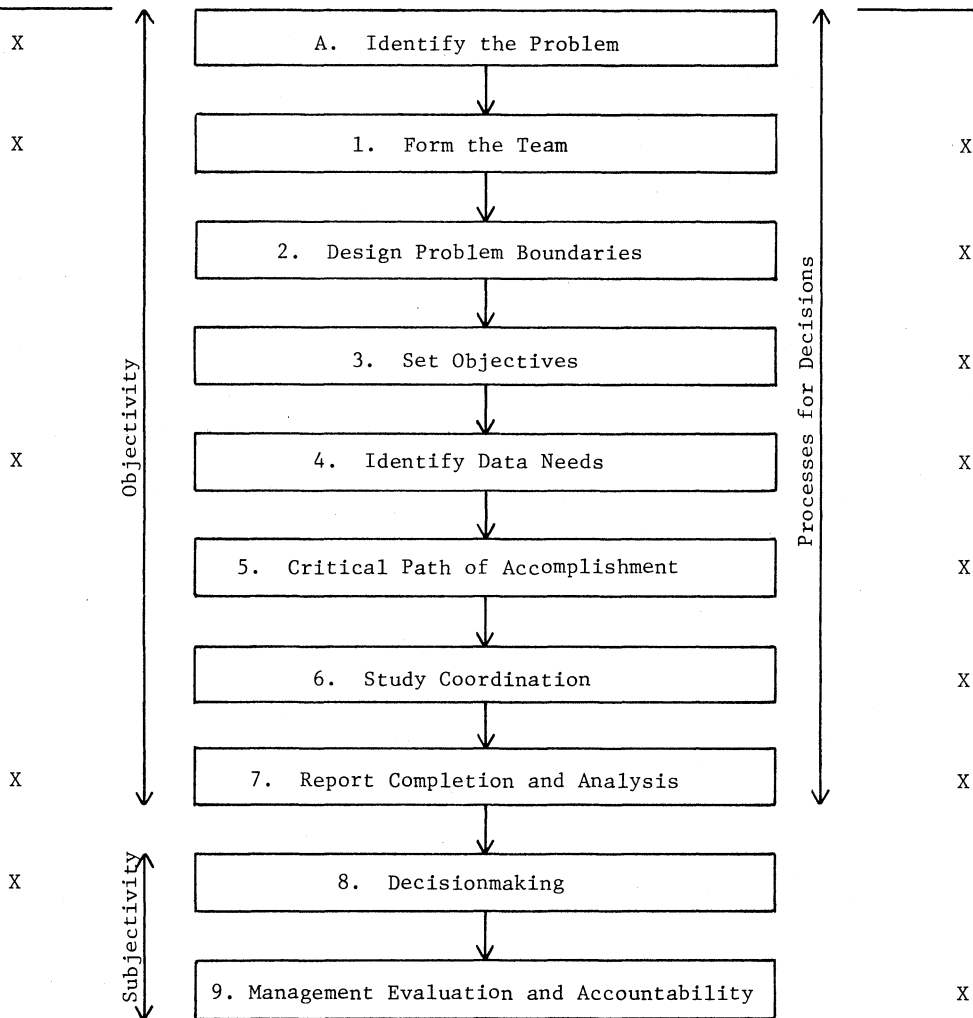 X A. Identify the Problem
X 1. Form the Team X
2. Design Problem Boundaries X
3. Set Objectives X
X 4. Identify Data Needs X
5. Critical Path of Accomplishment X
6. Study Coordination X
X 7. Report Completion and Analysis X
X 8. Decisionmaking
9. Management Evaluation and Accountability X
Objectivity
Subjectivity
Processes for Decisions